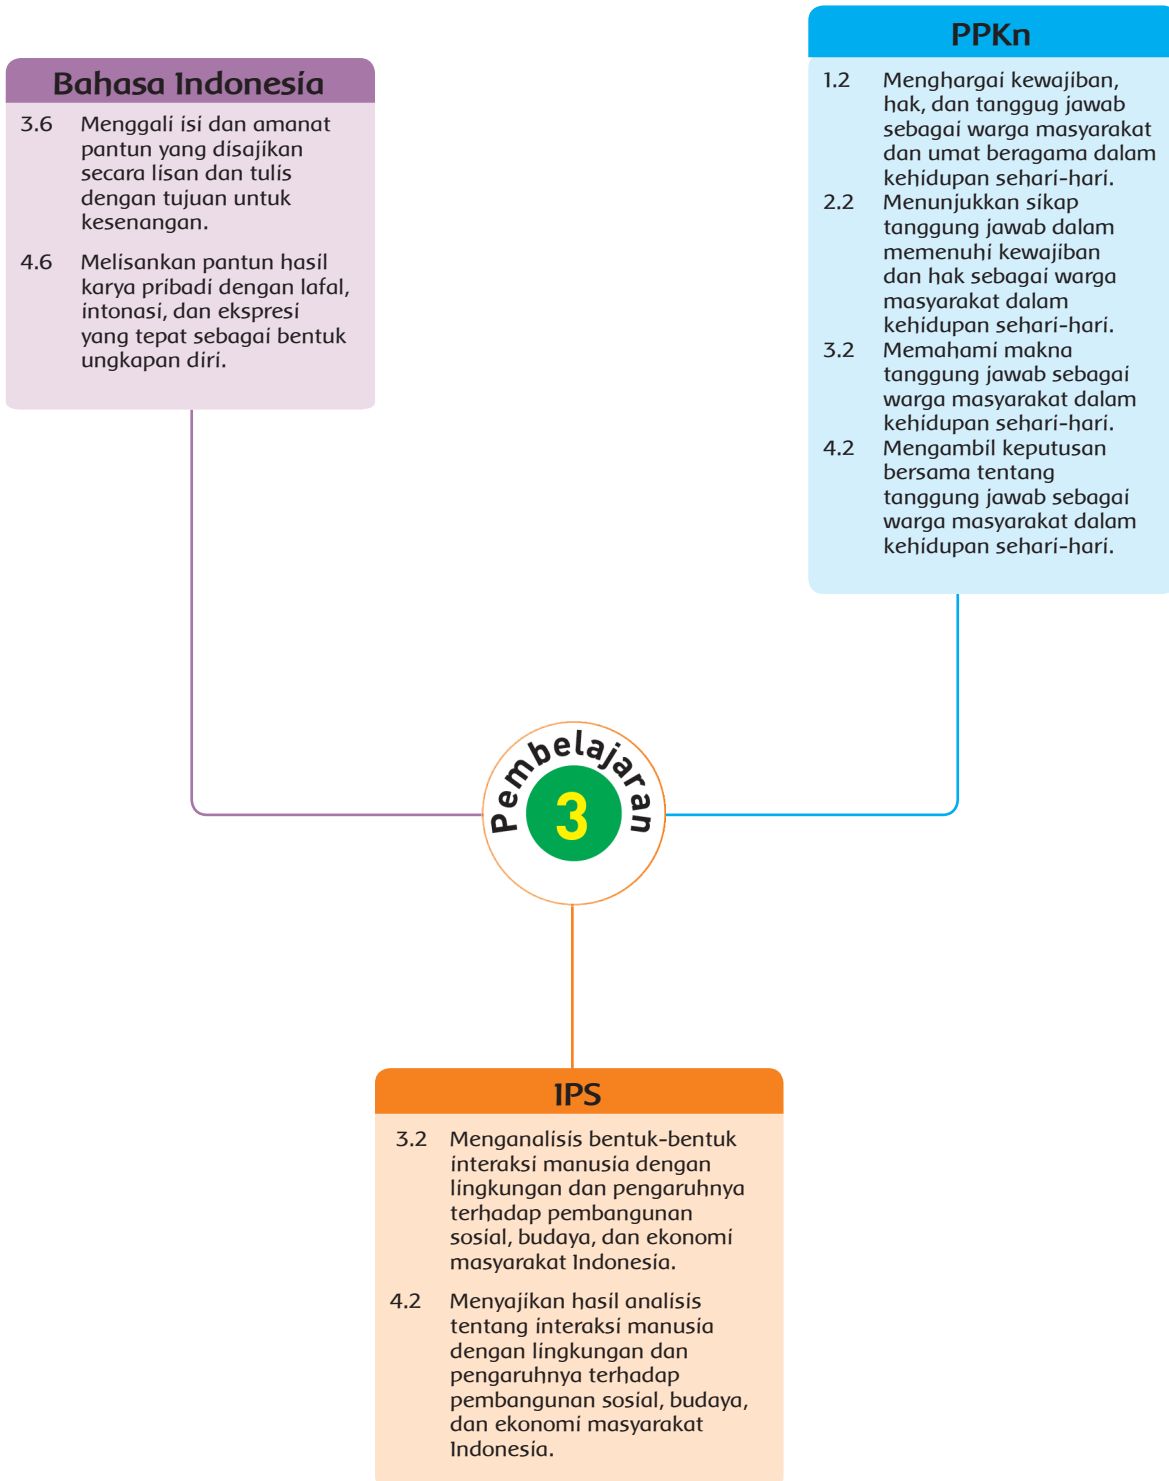 Bahasa Indonesia
3.6 Menggali isi dan amanat
pantun yang disajikan
secara lisan dan tulis
dengan tujuan untuk
kesenangan.
4.6 Melisankan pantun hasil
karya pribadi dengan lafal,
intonasi, dan ekspresi
yang tepat sebagai bentuk
ungkapan diri.
PPKn
1.2 Menghargai kewajiban,
hak, dan tanggug jawab
sebagai warga masyarakat
dan umat beragama dalam
kehidupan sehari-hari.
2.2 Menunjukkan sikap
tanggung jawab dalam
memenuhi kewajiban
dan hak sebagai warga
masyarakat dalam
kehidupan sehari-hari.
3.2 Memahami makna
tanggung jawab sebagai
warga masyarakat dalam
kehidupan sehari-hari.
4.2 Mengambil keputusan
bersama tentang
tanggung jawab sebagai
warga masyarakat dalam
kehidupan sehari-hari.
Pembelajaran
3
IPS
3.2 Menganalisis bentuk-bentuk
interaksi manusia dengan
lingkungan dan pengaruhnya
terhadap pembangunan
sosial, budaya, dan ekonomi
masyarakat Indonesia.
4.2 Menyajikan hasil analisis
tentang interaksi manusia
dengan lingkungan dan
pengaruhnya terhadap
pembangunan sosial, budaya,
dan ekonomi masyarakat
Indonesia.